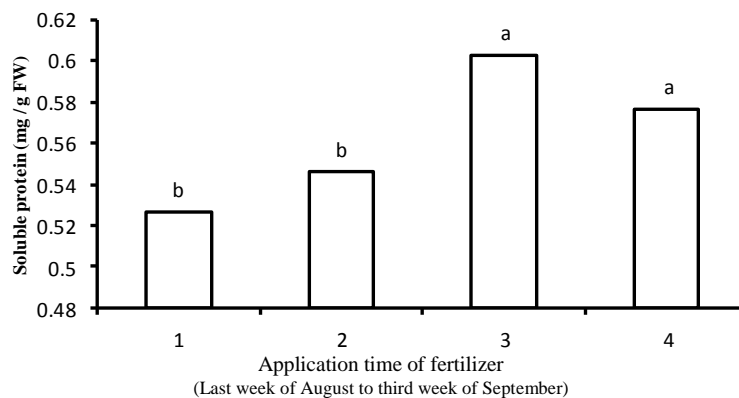 Soluble protein (mg / g FW)
0.62
0.6
0.58
0.56
0.54
0.52
0.5
0.48
b
b
a
a
1 2 3 4
Application time of fertilizer
(Last week of August to third week of September)